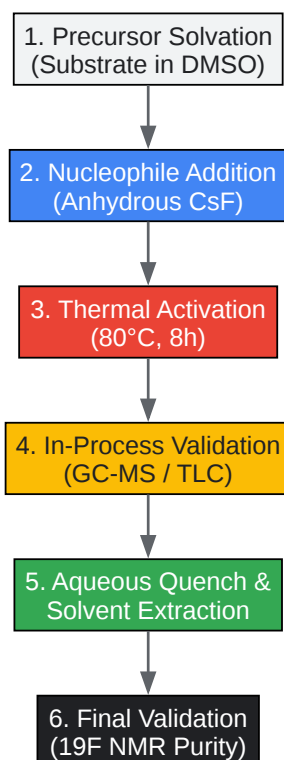 1. Precursor Solvation
(Substrate in DMSO)
2. Nucleophile Addition
(Anhydrous CsF)
3. Thermal Activation
(80°C, 8h)
4. In-Process Validation
(GC-MS / TLC)
5. Aqueous Quench &
Solvent Extraction
6. Final Validation
(19F NMR Purity)